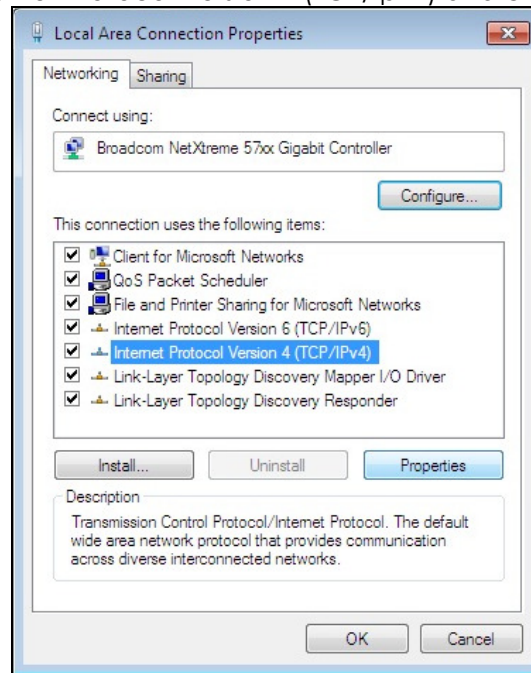 Local Area Connection Properties
Networking Sharing
Connect using:
Broadcom NetXtreme 57xx Gigabit Controller
Configure...
This connection uses the following items:
Client for Microsoft Networks
QoS Packet Scheduler
File and Printer Sharing for Microsoft Networks
Internet Protocol Version 6 (TCP/IPv6)
Internet Protocol Version 4 (TCP/IPv4)
Link-Layer Topology Discovery Mapper I/O Driver
Link-Layer Topology Discovery Responder
Install... Uninstall Properties
Description
Transmission Control Protocol/Internet Protocol. The default
wide area network protocol that provides communication
across diverse interconnected networks.
OK Cancel